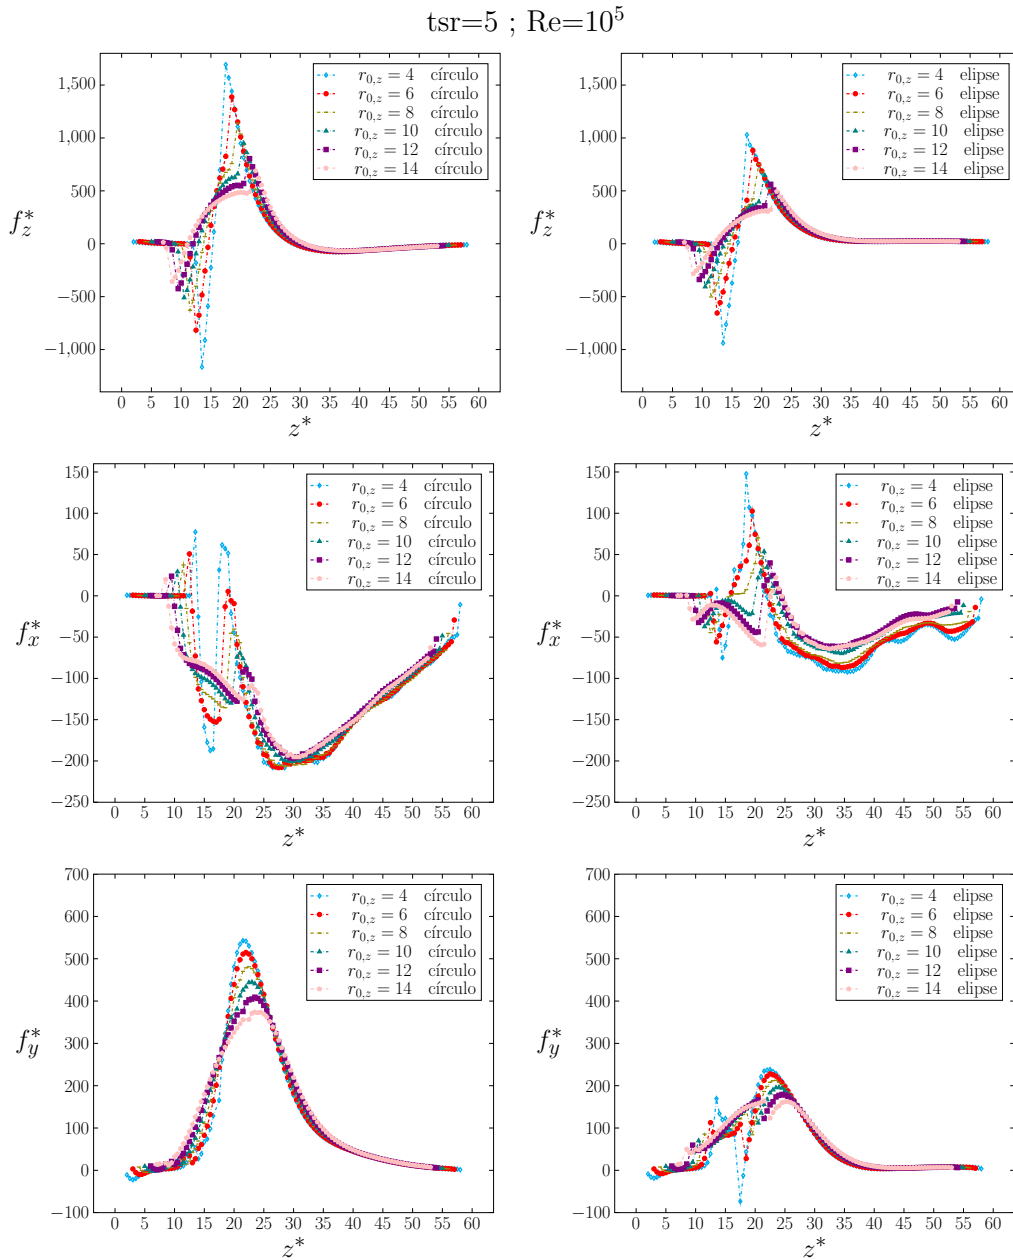 tsr=5 ; Re=10⁵
1,500
1,000
500
0
−500
−1,000
f_z^*
r_{0,z} = 4 círculo
r_{0,z} = 6 círculo
r_{0,z} = 8 círculo
r_{0,z} = 10 círculo
r_{0,z} = 12 círculo
r_{0,z} = 14 círculo
0 5 10 15 20 25 30 35 40 45 50 55 60
z*
1,500
1,000
500
0
−500
−1,000
f_z^*
r_{0,z} = 4 elipse
r_{0,z} = 6 elipse
r_{0,z} = 8 elipse
r_{0,z} = 10 elipse
r_{0,z} = 12 elipse
r_{0,z} = 14 elipse
0 5 10 15 20 25 30 35 40 45 50 55 60
z*
150
100
50
0
−50
−100
−150
−200
−250
f_x^*
r_{0,z} = 4 círculo
r_{0,z} = 6 círculo
r_{0,z} = 8 círculo
r_{0,z} = 10 círculo
r_{0,z} = 12 círculo
r_{0,z} = 14 círculo
0 5 10 15 20 25 30 35 40 45 50 55 60
z*
150
100
50
0
−50
−100
−150
−200
−250
f_x^*
r_{0,z} = 4 elipse
r_{0,z} = 6 elipse
r_{0,z} = 8 elipse
r_{0,z} = 10 elipse
r_{0,z} = 12 elipse
r_{0,z} = 14 elipse
0 5 10 15 20 25 30 35 40 45 50 55 60
z*
700
600
500
400
300
200
100
0
−100
f_y^*
r_{0,z} = 4 círculo
r_{0,z} = 6 círculo
r_{0,z} = 8 círculo
r_{0,z} = 10 círculo
r_{0,z} = 12 círculo
r_{0,z} = 14 círculo
0 5 10 15 20 25 30 35 40 45 50 55 60
z*
700
600
500
400
300
200
100
0
−100
f_y^*
r_{0,z} = 4 elipse
r_{0,z} = 6 elipse
r_{0,z} = 8 elipse
r_{0,z} = 10 elipse
r_{0,z} = 12 elipse
r_{0,z} = 14 elipse
0 5 10 15 20 25 30 35 40 45 50 55 60
z*